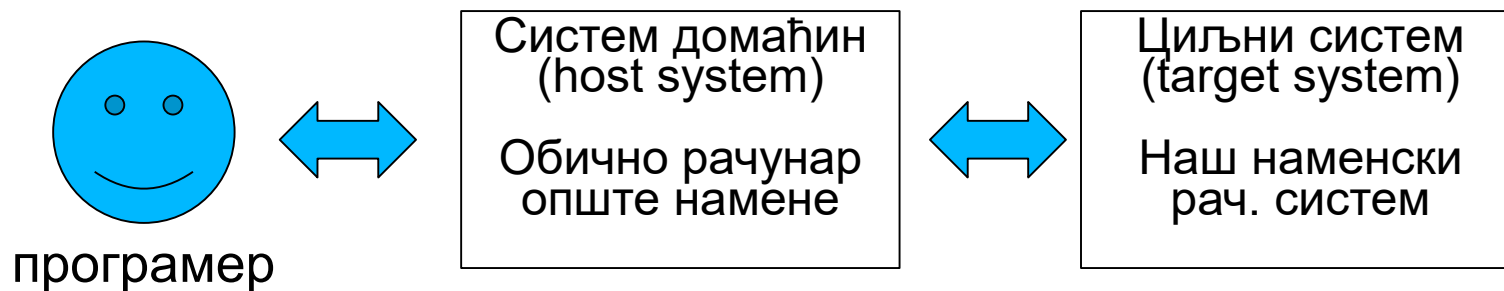 програмер
Систем домаћин
(host system)
Обично рачунар
опште намене
Циљни систем
(target system)
Наш наменски
рач. систем